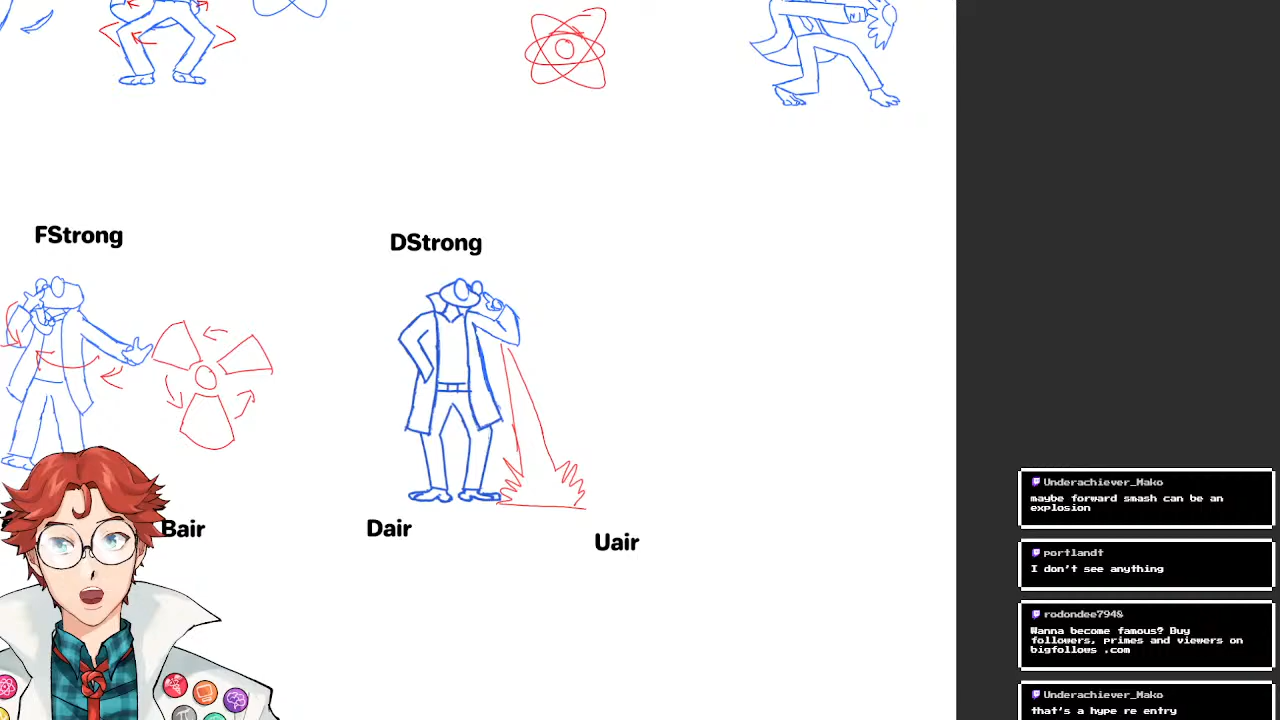 FStrong
DStrong
Bair
Dair
Uair
Underachiever_Mako
maybe forward smash can be an
explosion
portlandt
I don't see anything
rodondee7948
Wanna become famous? Buy
followers, primes and viewers on
bigfollows .com
Underachiever_Mako
that's a hype re entry